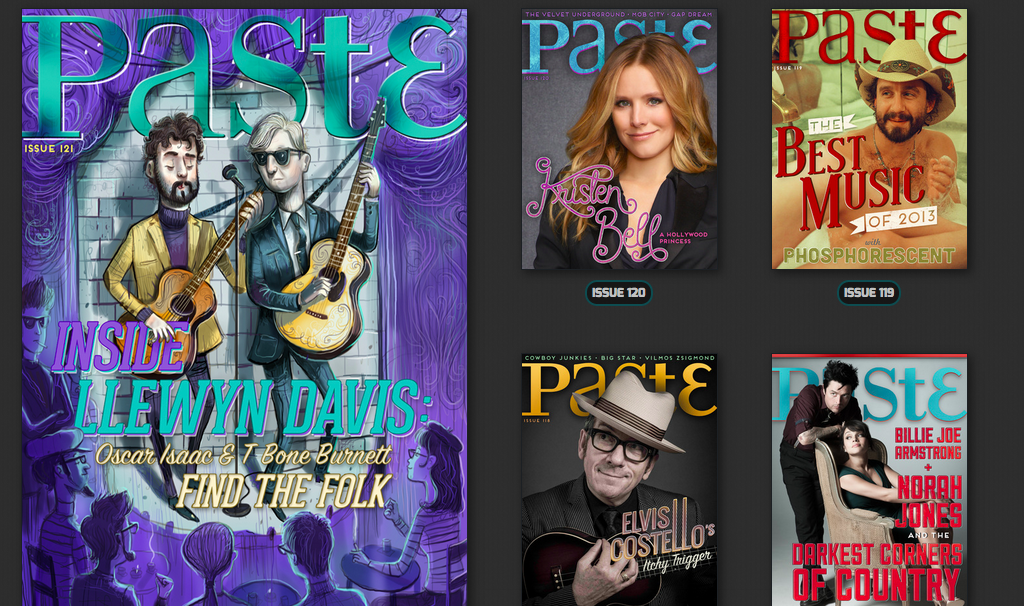 Paste
ISSUE 121
INSIDE
LLEWYN DAVIS:
Oscar Isaac & T Bone Burnett
FIND THE FOLK
THE VELVET UNDERGROUND • MOB CITY • GAP DREAM
Paste
ISSUE 120
Kristen
Bell
A HOLLYWOOD
PRINCESS
ISSUE 120
Paste
ISSUE 119
THE
BEST
MUSIC
OF 2013
with
PHOSPHORESCENT
ISSUE 119
COWBOY JUNKIES • BIG STAR • VILMOS ZSIGMOND
Paste
ISSUE 118
ELVIS
COSTELLO'S
Itchy Trigger
Paste
BILLIE JOE
ARMSTRONG
+
NORAH
JONES
AND THE
DARKEST CORNERS
OF COUNTRY